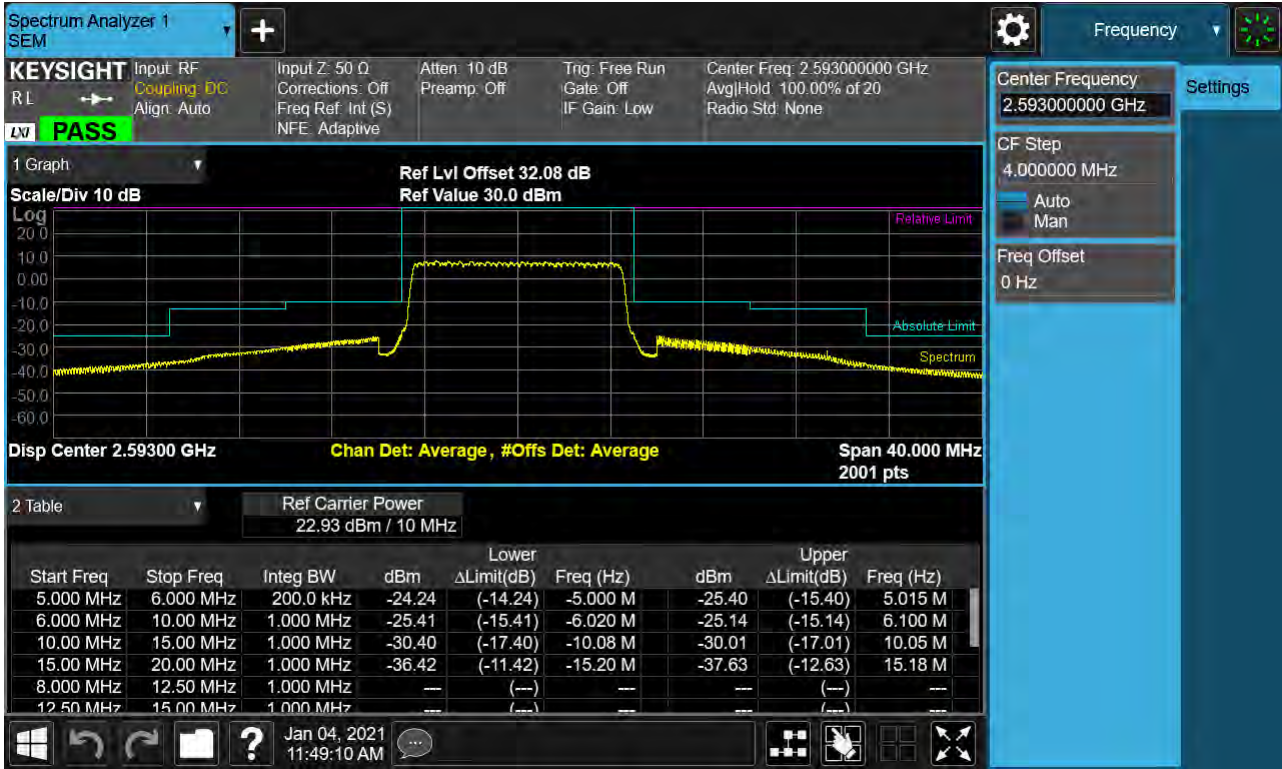 Spectrum Analyzer 1
SEM
Frequency
KEYSIGHT
R L
LXI PASS
Input: RF
Coupling: DC
Align: Auto
Input Z: 50 Ω
Corrections: Off
Freq Ref: Int (S)
NFE: Adaptive
Atten: 10 dB
Preamp: Off
Trig: Free Run
Gate: Off
IF Gain: Low
Center Freq: 2.593000000 GHz
Avg|Hold: 100.00% of 20
Radio Std: None
Center Frequency
2.593000000 GHz
Settings
CF Step
4.000000 MHz
Auto
Man
Freq Offset
0 Hz
1 Graph
Scale/Div 10 dB
Ref Lvl Offset 32.08 dB
Ref Value 30.0 dBm
Log
20.0
10.0
0.00
-10.0
-20.0
-30.0
-40.0
-50.0
-60.0
Relative Limit
Absolute Limit
Spectrum
Disp Center 2.59300 GHz Chan Det: Average , #Offs Det: Average Span 40.000 MHz
2001 pts
2 Table
Ref Carrier Power
22.93 dBm / 10 MHz
Lower Upper
Start Freq Stop Freq Integ BW dBm ΔLimit(dB) Freq (Hz) dBm ΔLimit(dB) Freq (Hz)
5.000 MHz 6.000 MHz 200.0 kHz -24.24 (-14.24) -5.000 M -25.40 (-15.40) 5.015 M
6.000 MHz 10.00 MHz 1.000 MHz -25.41 (-15.41) -6.020 M -25.14 (-15.14) 6.100 M
10.00 MHz 15.00 MHz 1.000 MHz -30.40 (-17.40) -10.08 M -30.01 (-17.01) 10.05 M
15.00 MHz 20.00 MHz 1.000 MHz -36.42 (-11.42) -15.20 M -37.63 (-12.63) 15.18 M
8.000 MHz 12.50 MHz 1.000 MHz --- (---) --- --- (---) ---
12.50 MHz 15.00 MHz 1.000 MHz --- (---) --- --- (---) ---
?
Jan 04, 2021
11:49:10 AM